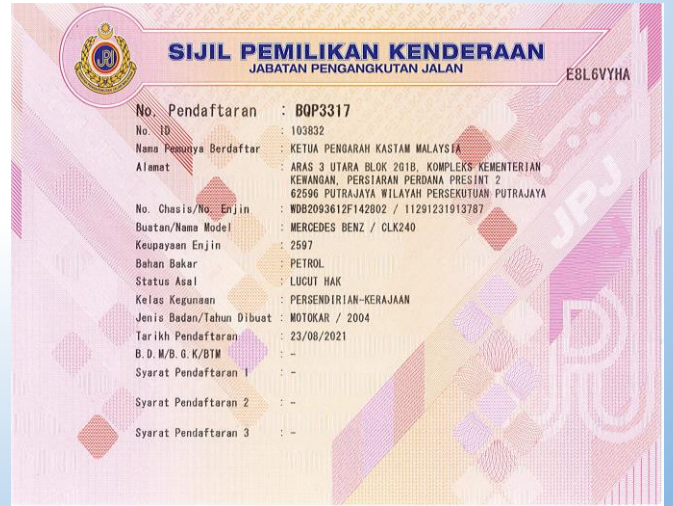 SIJIL PEMILIKAN KENDERAAN
JABATAN PENGANGKUTAN JALAN
E8L6VYHA
No. Pendaftaran : BQP3317
No. ID : 103832
Nama Pemunya Berdaftar : KETUA PENGARAH KASTAM MALAYSIA
Alamat : ARAS 3 UTARA BLOK 2G1B, KOMPLEKS KEMENTERIAN
KEWANGAN, PERSIARAN PERDANA PRESINT 2
62596 PUTRAJAYA WILAYAH PERSEKUTUAN PUTRAJAYA
No. Chasis/No. Enjin : WDB2093612F142802 / 11291231913787
Buatan/Nama Model : MERCEDES BENZ / CLK240
Keupayaan Enjin : 2597
Bahan Bakar : PETROL
Status Asal : LUCUT HAK
Kelas Kegunaan : PERSENDIRIAN-KERAJAAN
Jenis Badan/Tahun Dibuat : MOTOKAR / 2004
Tarikh Pendaftaran : 23/08/2021
B.D.M/B.G.K/BTM : -
Syarat Pendaftaran 1 : -
Syarat Pendaftaran 2 : -
Syarat Pendaftaran 3 : -
JPJ